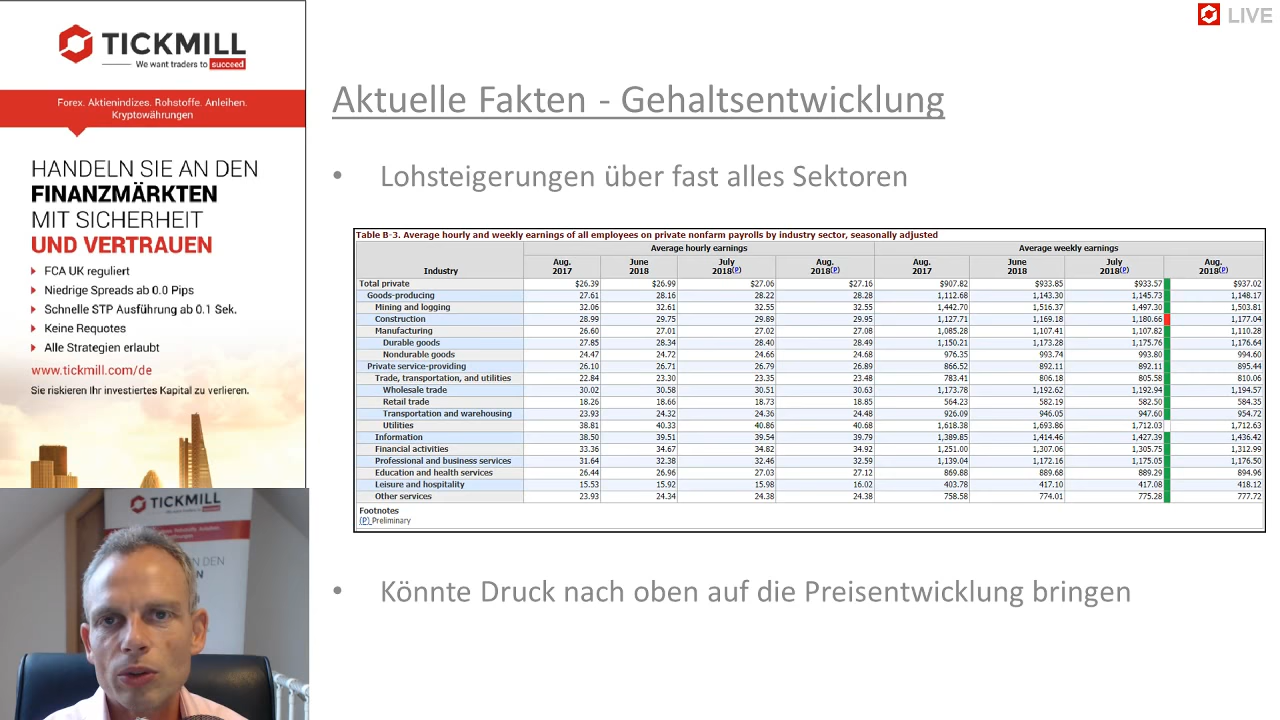 TICKMILL
We want traders to succeed
Forex. Aktienindizes. Rohstoffe. Anleihen.
Kryptowährungen
HANDELN SIE AN DEN
FINANZMÄRKTEN
MIT SICHERHEIT
UND VERTRAUEN
FCA UK reguliert
Niedrige Spreads ab 0.0 Pips
Schnelle STP Ausführung ab 0.1 Sek.
Keine Requotes
Alle Strategien erlaubt
www.tickmill.com/de
Sie riskieren Ihr investiertes Kapital zu verlieren.
TICKMILL
LIVE
Aktuelle Fakten - Gehaltsentwicklung
• Lohsteigerungen über fast alles Sektoren
Table B-3. Average hourly and weekly earnings of all employees on private nonfarm payrolls by industry sector, seasonally adjusted
Industry Average hourly earnings Average weekly earnings
Aug. 2017 June 2018 July 2018(P) Aug. 2018(P) Aug. 2017 June 2018 July 2018(P) Aug. 2018(P)
Total private $26.39 $26.99 $27.06 $27.16 $907.82 $933.85 $933.57 $937.02
Goods-producing 27.61 28.16 28.22 28.28 1,112.68 1,143.30 1,145.73 1,148.17
Mining and logging 32.06 32.61 32.55 32.55 1,442.70 1,516.37 1,497.30 1,503.81
Construction 28.99 29.75 29.89 29.95 1,127.71 1,169.18 1,180.66 1,177.04
Manufacturing 26.60 27.01 27.02 27.08 1,085.28 1,107.41 1,107.82 1,110.28
Durable goods 27.85 28.34 28.40 28.49 1,150.21 1,173.28 1,175.76 1,176.64
Nondurable goods 24.47 24.72 24.66 24.68 976.35 993.74 993.80 994.60
Private service-providing 26.10 26.71 26.79 26.89 866.52 892.11 892.11 895.44
Trade, transportation, and utilities 22.84 23.30 23.35 23.48 783.41 806.18 805.58 810.06
Wholesale trade 30.02 30.58 30.51 30.63 1,173.78 1,192.62 1,192.94 1,194.57
Retail trade 18.26 18.66 18.73 18.85 564.23 582.19 582.50 584.35
Transportation and warehousing 23.93 24.32 24.36 24.48 926.09 946.05 947.60 954.72
Utilities 38.81 40.33 40.86 40.68 1,618.38 1,693.86 1,712.03 1,712.63
Information 38.50 39.51 39.54 39.79 1,389.85 1,414.46 1,427.39 1,436.42
Financial activities 33.36 34.67 34.82 34.92 1,251.00 1,307.06 1,305.75 1,312.99
Professional and business services 31.64 32.38 32.46 32.59 1,139.04 1,172.16 1,175.05 1,176.50
Education and health services 26.44 26.96 27.03 27.12 869.88 889.68 889.29 894.96
Leisure and hospitality 15.53 15.92 15.98 16.02 403.78 417.10 417.08 418.12
Other services 23.93 24.34 24.38 24.38 758.58 774.01 775.28 777.72
Footnotes
(P) Preliminary
• Könnte Druck nach oben auf die Preisentwicklung bringen